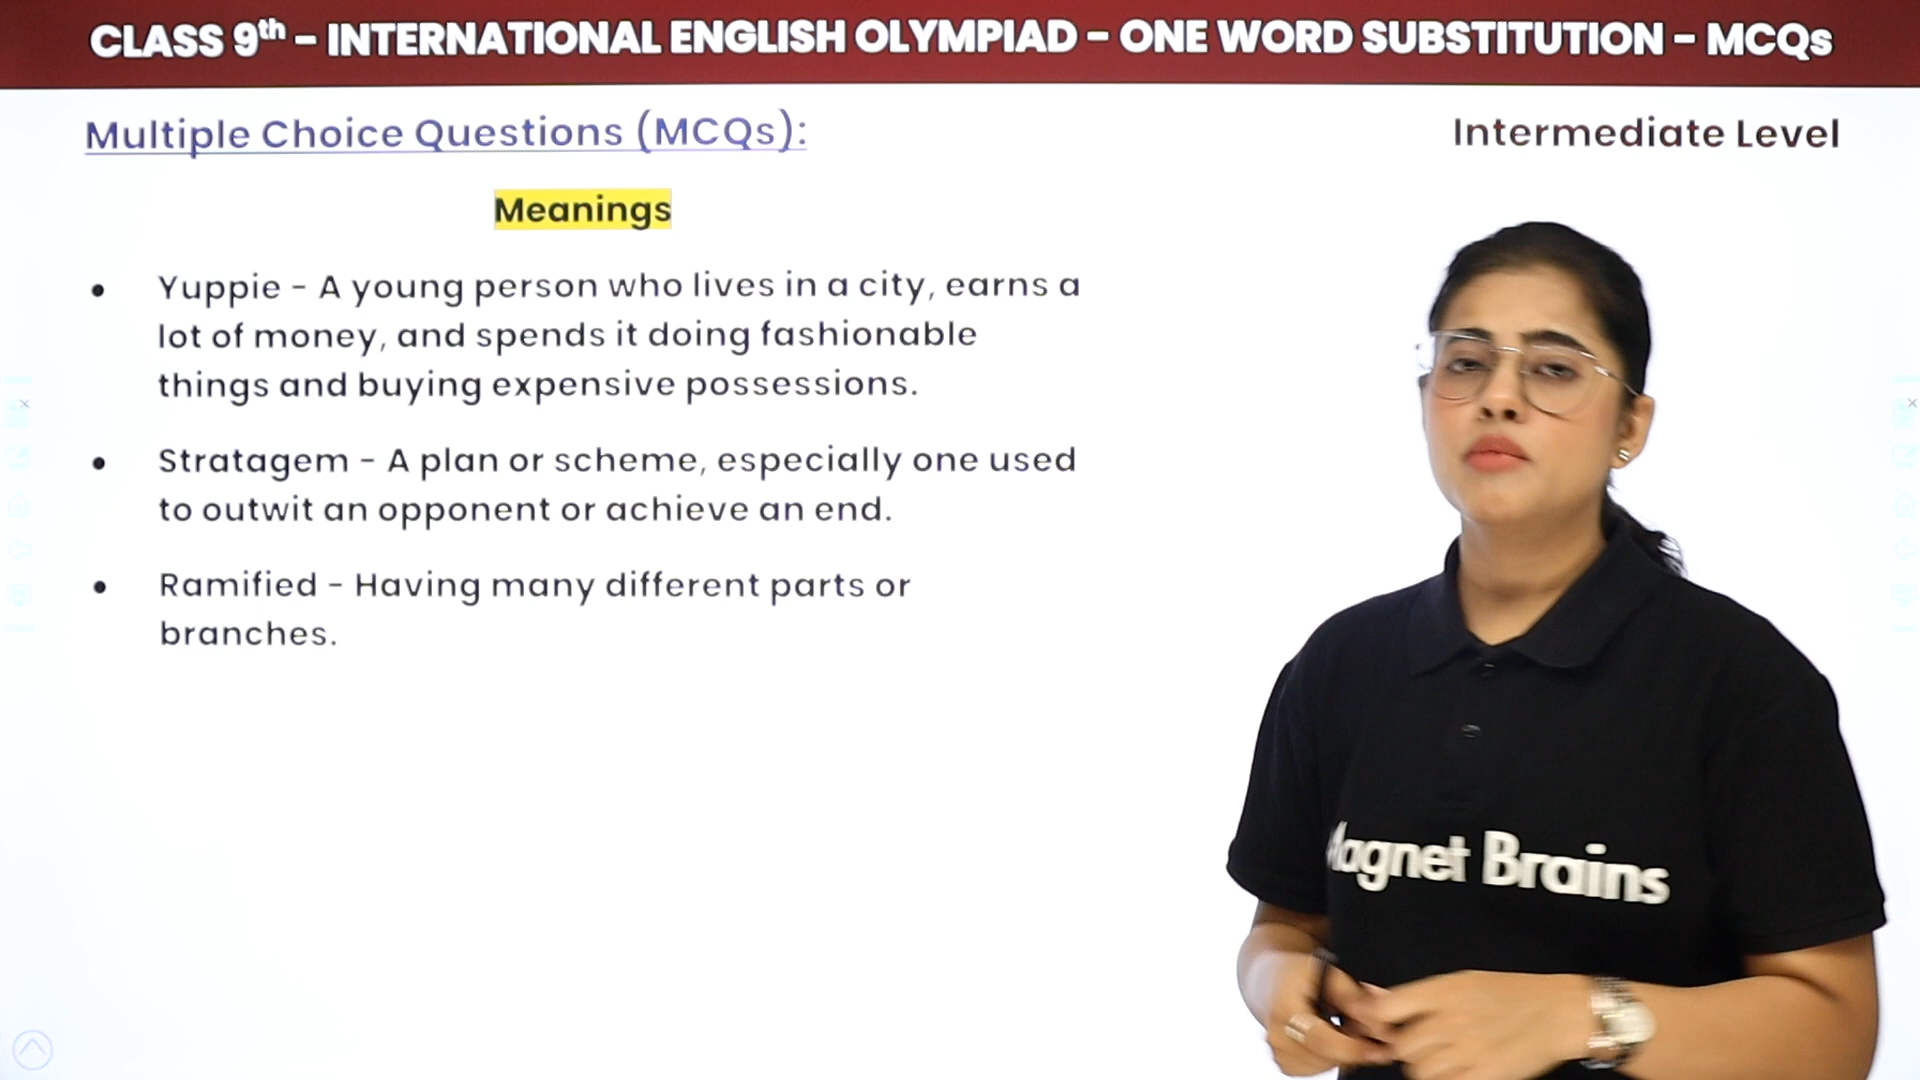 CLASS 9th - INTERNATIONAL ENGLISH OLYMPIAD - ONE WORD SUBSTITUTION - MCQs
Multiple Choice Questions (MCQs):
Intermediate Level
Meanings
• Yuppie - A young person who lives in a city, earns a
lot of money, and spends it doing fashionable
things and buying expensive possessions.
• Stratagem - A plan or scheme, especially one used
to outwit an opponent or achieve an end.
• Ramified - Having many different parts or
branches.
Magnet Brains